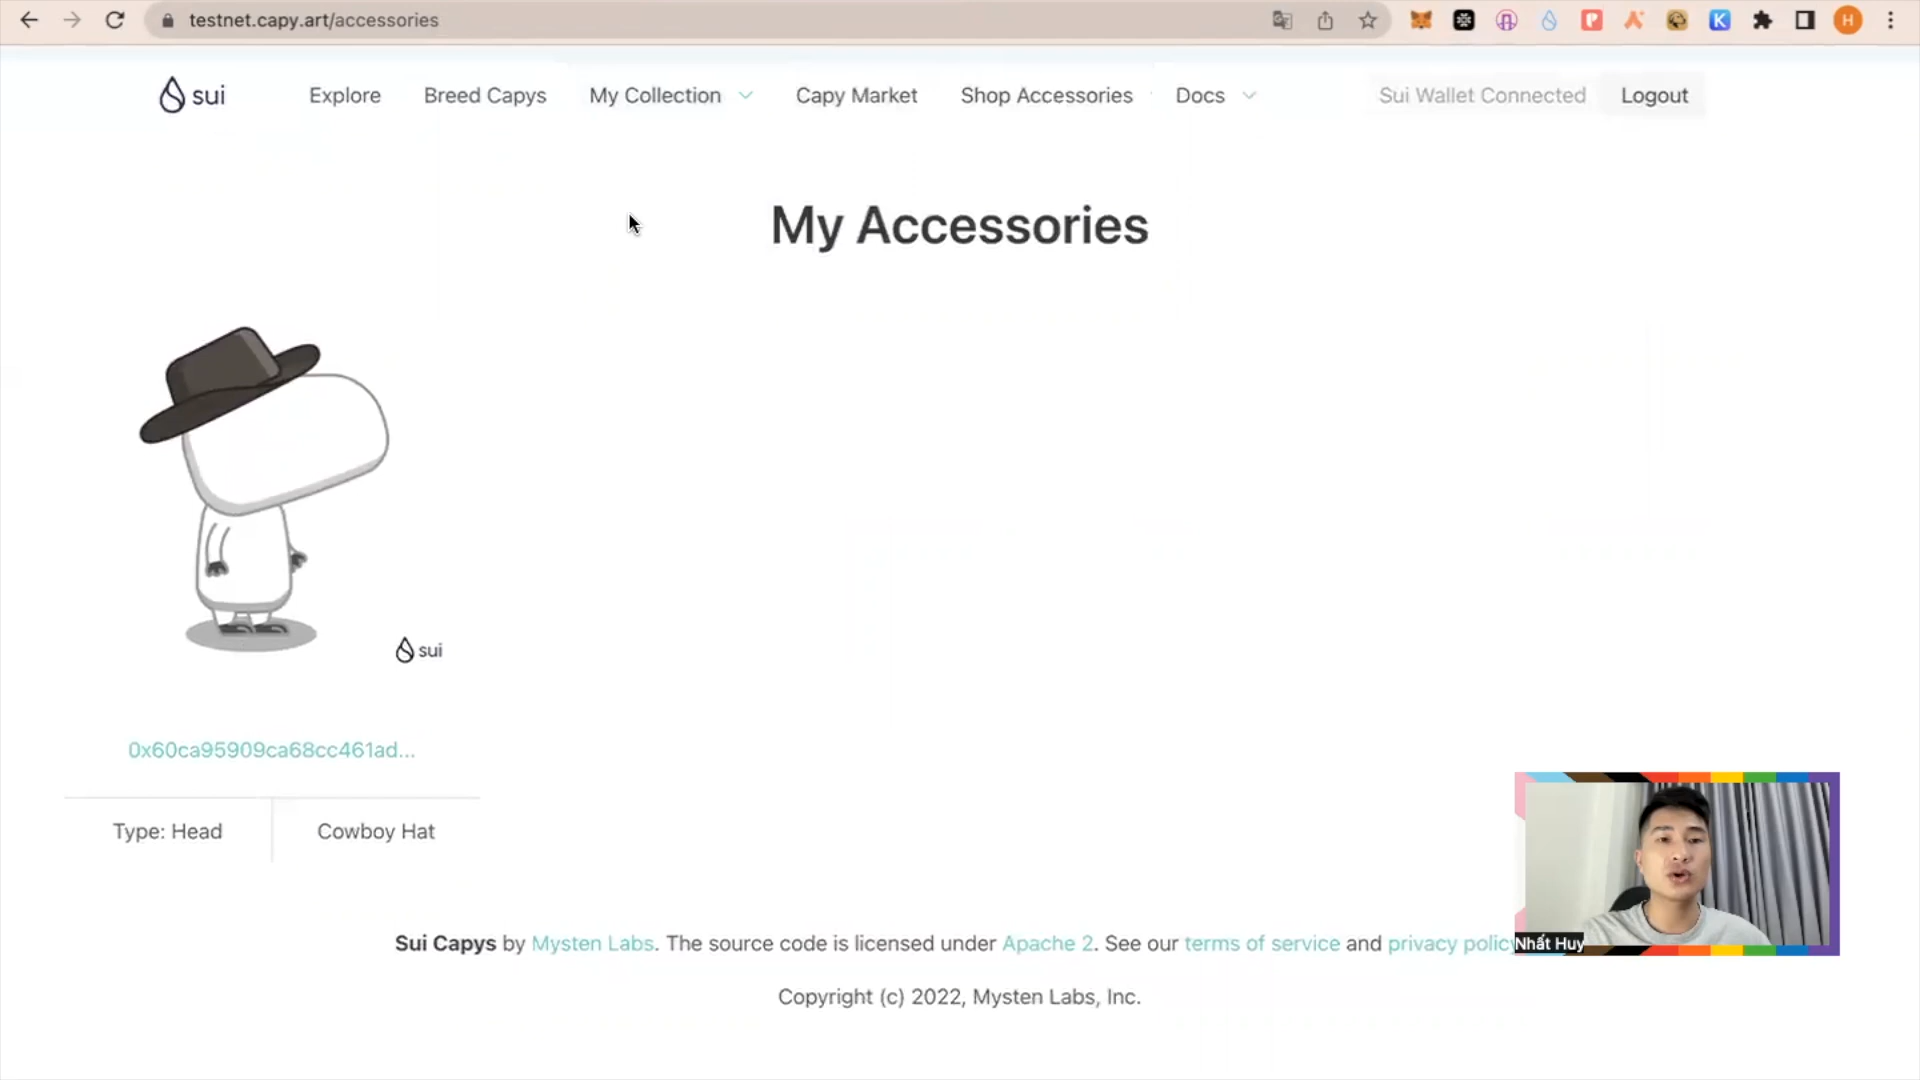 testnet.capy.art/accessories
H
sui
Explore
Breed Capys
My Collection
Capy Market
Shop Accessories
Docs
Sui Wallet Connected
Logout
My Accessories
sui
0x60ca95909ca68cc461ad...
Type: Head
Cowboy Hat
Sui Capys by Mysten Labs. The source code is licensed under Apache 2. See our terms of service and privacy policy
Nhất Huy
Copyright (c) 2022, Mysten Labs, Inc.